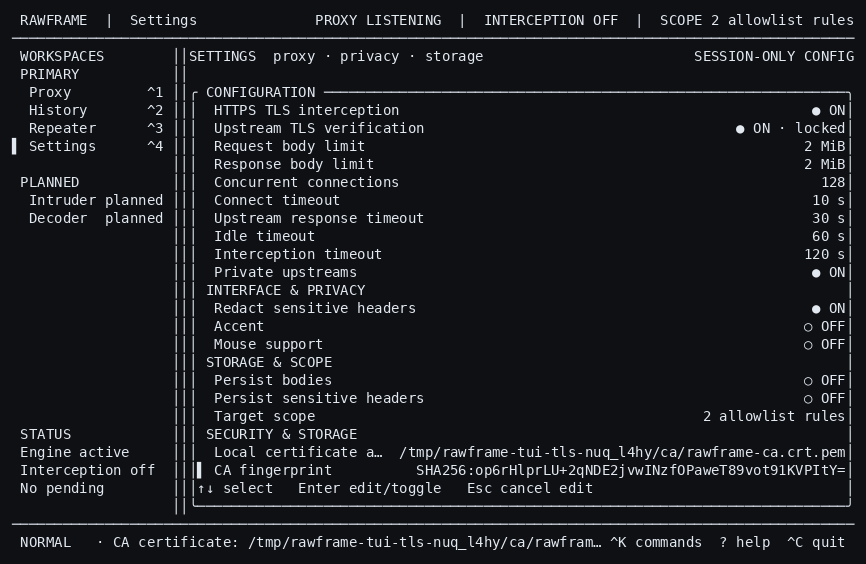 RAWFRAME | Settings PROXY LISTENING | INTERCEPTION OFF | SCOPE 2 allowlist rules
WORKSPACES SETTINGS proxy · privacy · storage SESSION-ONLY CONFIG
PRIMARY
Proxy ^1 CONFIGURATION
History ^2 HTTPS TLS interception ● ON
Repeater ^3 Upstream TLS verification ● ON · locked
Settings ^4 Request body limit 2 MiB
Response body limit 2 MiB
PLANNED Concurrent connections 128
Intruder planned Connect timeout 10 s
Decoder planned Upstream response timeout 30 s
Idle timeout 60 s
Interception timeout 120 s
Private upstreams ● ON
INTERFACE & PRIVACY
Redact sensitive headers ● ON
Accent ○ OFF
Mouse support ○ OFF
STORAGE & SCOPE
Persist bodies ○ OFF
Persist sensitive headers ○ OFF
Target scope 2 allowlist rules
STATUS SECURITY & STORAGE
Engine active Local certificate a… /tmp/rawframe-tui-tls-nuq_l4hy/ca/rawframe-ca.crt.pem
Interception off CA fingerprint SHA256:op6rHlprLU+2qNDE2jvwINzfOPaweT89vot91KVPItY=
No pending ↑↓ select Enter edit/toggle Esc cancel edit
NORMAL · CA certificate: /tmp/rawframe-tui-tls-nuq_l4hy/ca/rawfram… ^K commands ? help ^C quit